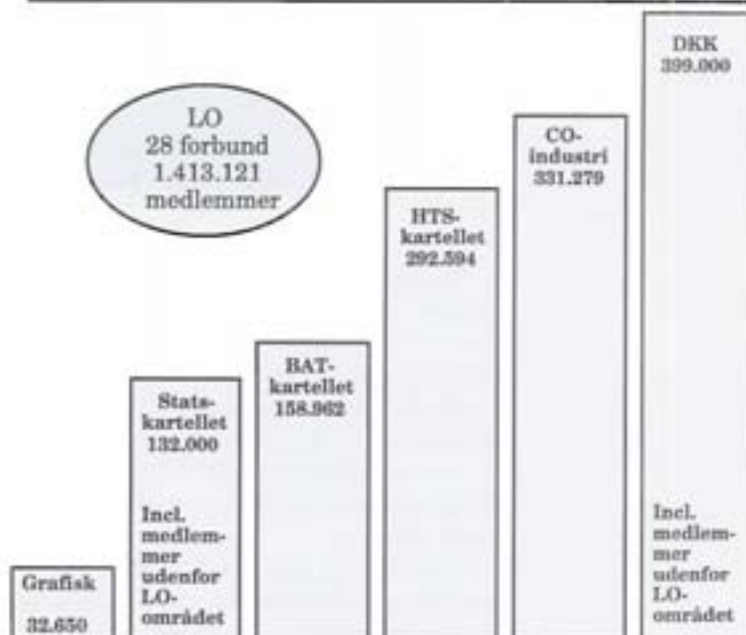 LO
28 forbund
1.413.121
medlemmer
Grafisk
32.650
Stats-
kartellet
132.000
Incl.
medlem-
mer
udenfor
LO-
området
BAT-
kartellet
158.962
HTS-
kartellet
292.594
CO-
industri
331.279
DKK
399.000
Incl.
medlem-
mer
udenfor
LO-
området